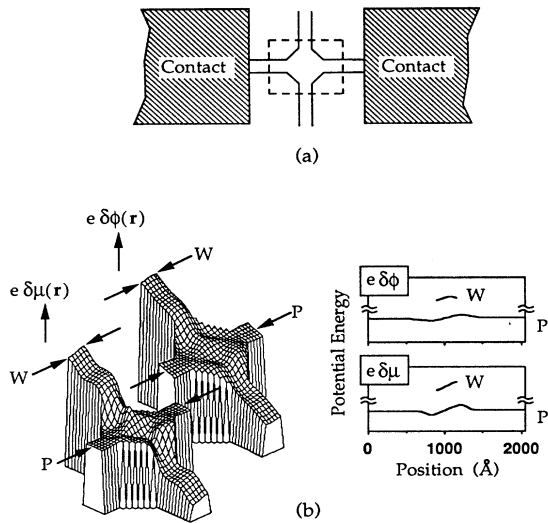 Contact
Contact
(a)
e δϕ(r)
W
e δμ(r)
P
W
P
e δϕ
W
P
e δμ
W
P
Potential Energy
0
1000
2000
Position (Å)
(b)